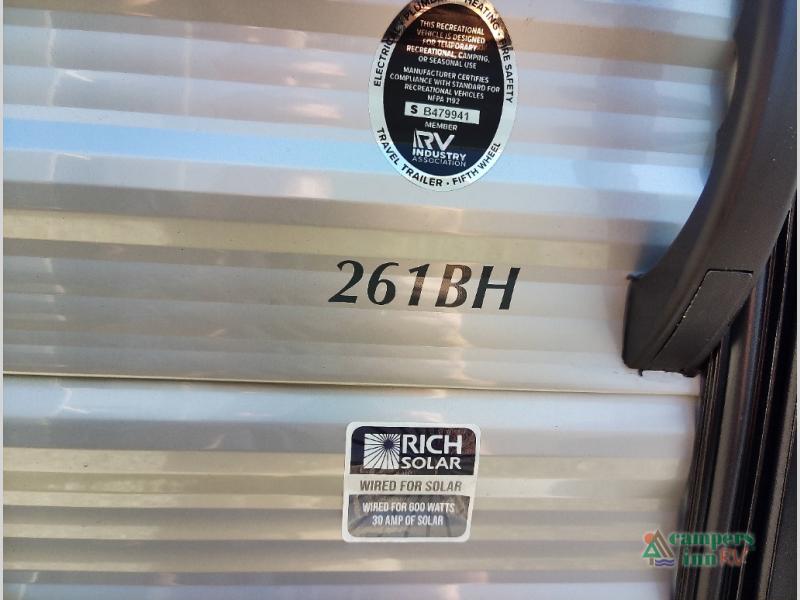 ELECTRICAL • PLUMBING • HEATING • FIRE SAFETY
THIS RECREATIONAL
VEHICLE IS DESIGNED
FOR TEMPORARY
RECREATIONAL, CAMPING,
OR SEASONAL USE
MANUFACTURER CERTIFIES
COMPLIANCE WITH STANDARD FOR
RECREATIONAL VEHICLES
NFPA 1192
S B479941
MEMBER
RV
INDUSTRY
ASSOCIATION
TRAVEL TRAILER • FIFTH WHEEL
261BH
RICH
SOLAR
WIRED FOR SOLAR
WIRED FOR 600 WATTS
30 AMP OF SOLAR
campers
inn RV